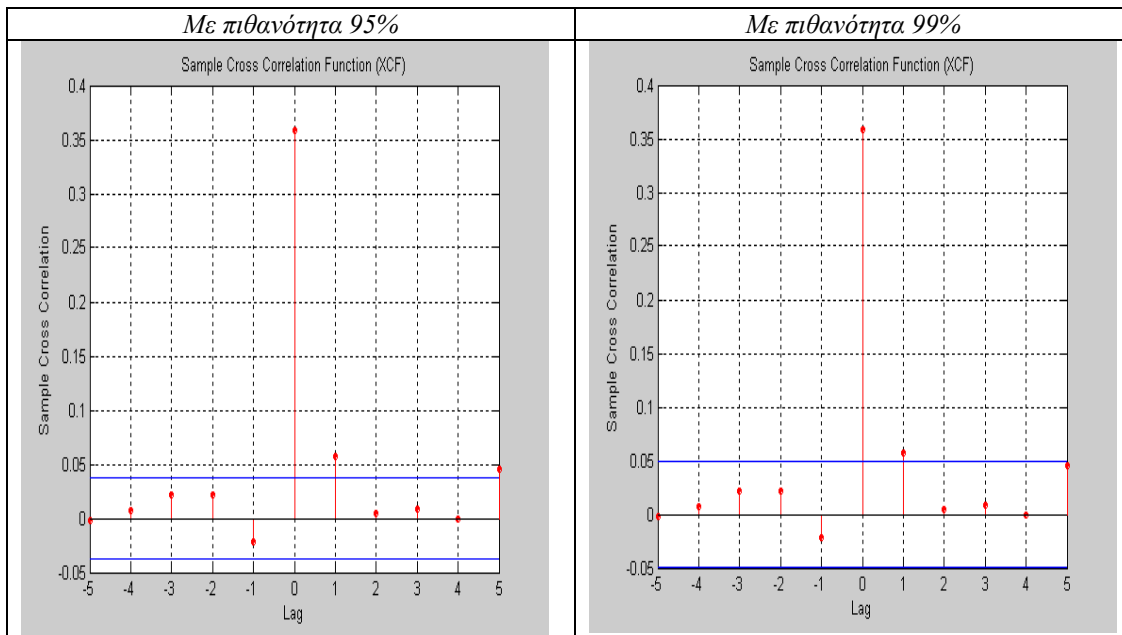 Με πιθανότητα 95%
Με πιθανότητα 99%
Sample Cross Correlation Function (XCF)
0.4
0.35
0.3
0.25
0.2
0.15
0.1
0.05
0
-0.05
Sample Cross Correlation
-5 -4 -3 -2 -1 0 1 2 3 4 5
Lag
Sample Cross Correlation Function (XCF)
0.4
0.35
0.3
0.25
0.2
0.15
0.1
0.05
0
-0.05
Sample Cross Correlation
-5 -4 -3 -2 -1 0 1 2 3 4 5
Lag